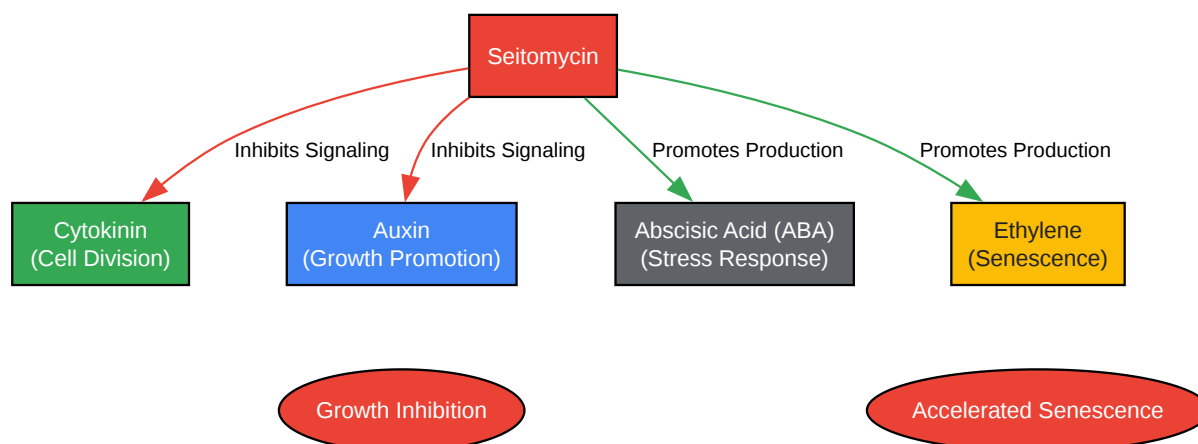 Seitomycin
Inhibits Signaling
Inhibits Signaling
Promotes Production
Promotes Production
Cytokinin
(Cell Division)
Auxin
(Growth Promotion)
Abscisic Acid (ABA)
(Stress Response)
Ethylene
(Senescence)
Growth Inhibition
Accelerated Senescence